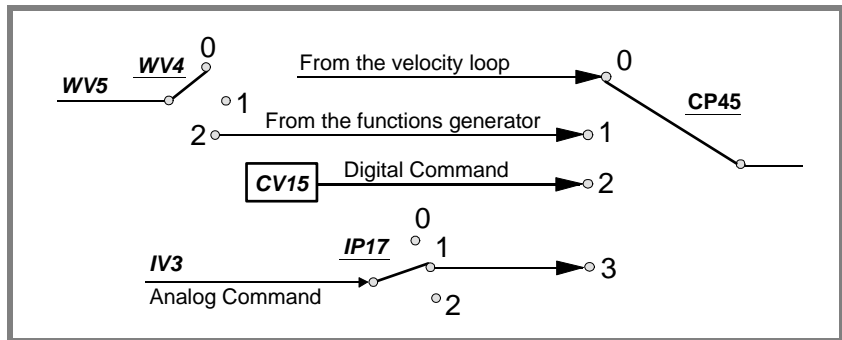 0
WV4
WV5
1
2
From the velocity loop
0
CP45
From the functions generator
1
CV15
Digital Command
2
0
IP17
1
IV3
3
Analog Command
2